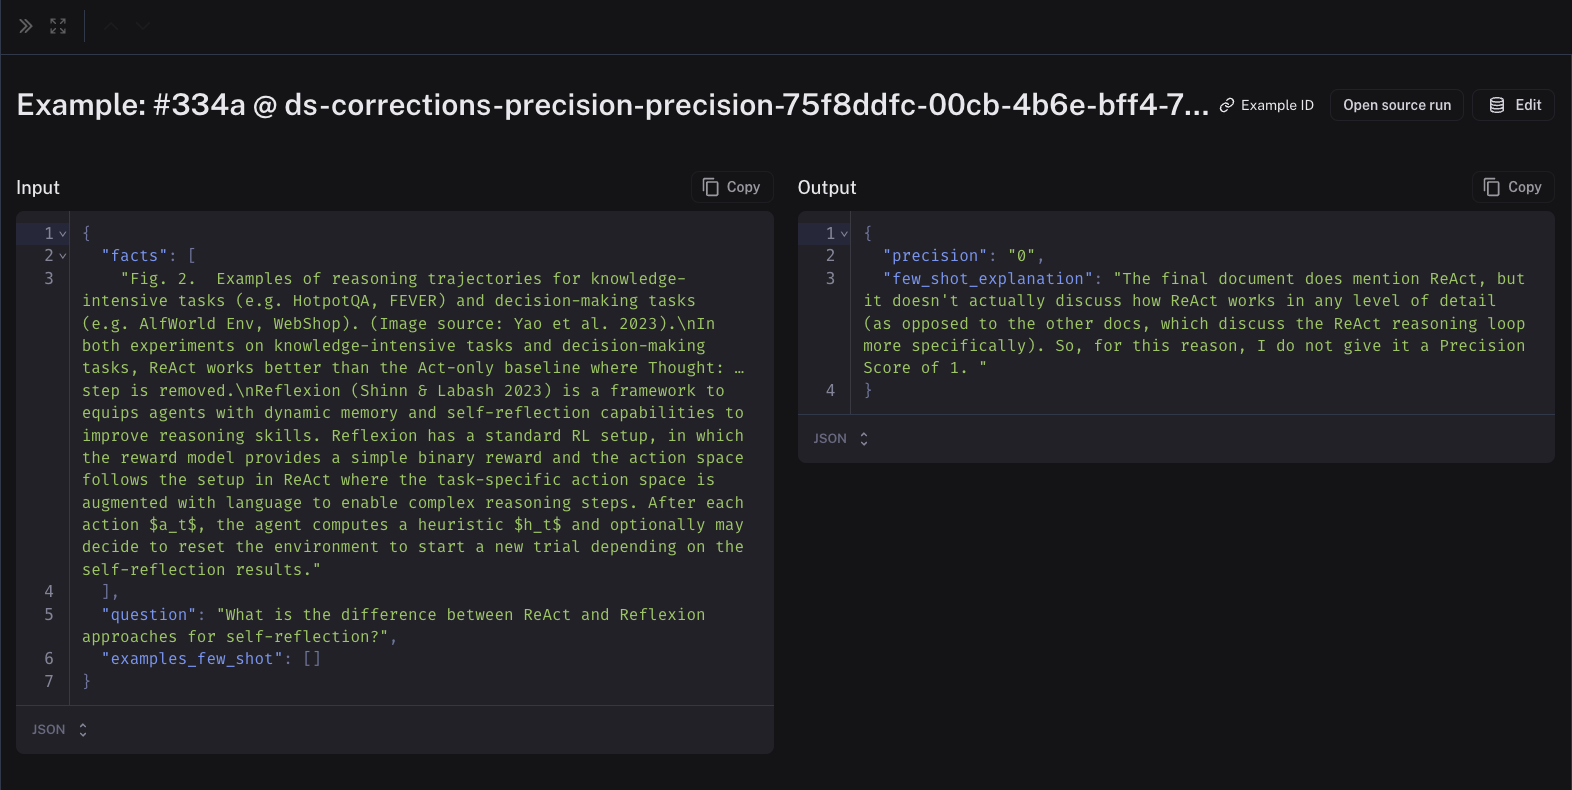 Example: #334a @ ds-corrections-precision-precision-75f8ddfc-00cb-4b6e-bff4-7...
Example ID
Open source run
Edit
Input
Copy
1 {
2 "facts": [
3 "Fig. 2.  Examples of reasoning trajectories for knowledge-
intensive tasks (e.g. HotpotQA, FEVER) and decision-making tasks
(e.g. AlfWorld Env, WebShop). (Image source: Yao et al. 2023).\nIn
both experiments on knowledge-intensive tasks and decision-making
tasks, ReAct works better than the Act-only baseline where Thought: …
step is removed.\nReflexion (Shinn & Labash 2023) is a framework to
equips agents with dynamic memory and self-reflection capabilities to
improve reasoning skills. Reflexion has a standard RL setup, in which
the reward model provides a simple binary reward and the action space
follows the setup in ReAct where the task-specific action space is
augmented with language to enable complex reasoning steps. After each
action $a_t$, the agent computes a heuristic $h_t$ and optionally may
decide to reset the environment to start a new trial depending on the
self-reflection results."
4 ],
5 "question": "What is the difference between ReAct and Reflexion
approaches for self-reflection?",
6 "examples_few_shot": []
7 }
JSON
Output
Copy
1 {
2 "precision": "0",
3 "few_shot_explanation": "The final document does mention ReAct, but
it doesn't actually discuss how ReAct works in any level of detail
(as opposed to the other docs, which discuss the ReAct reasoning loop
more specifically). So, for this reason, I do not give it a Precision
Score of 1. "
4 }
JSON